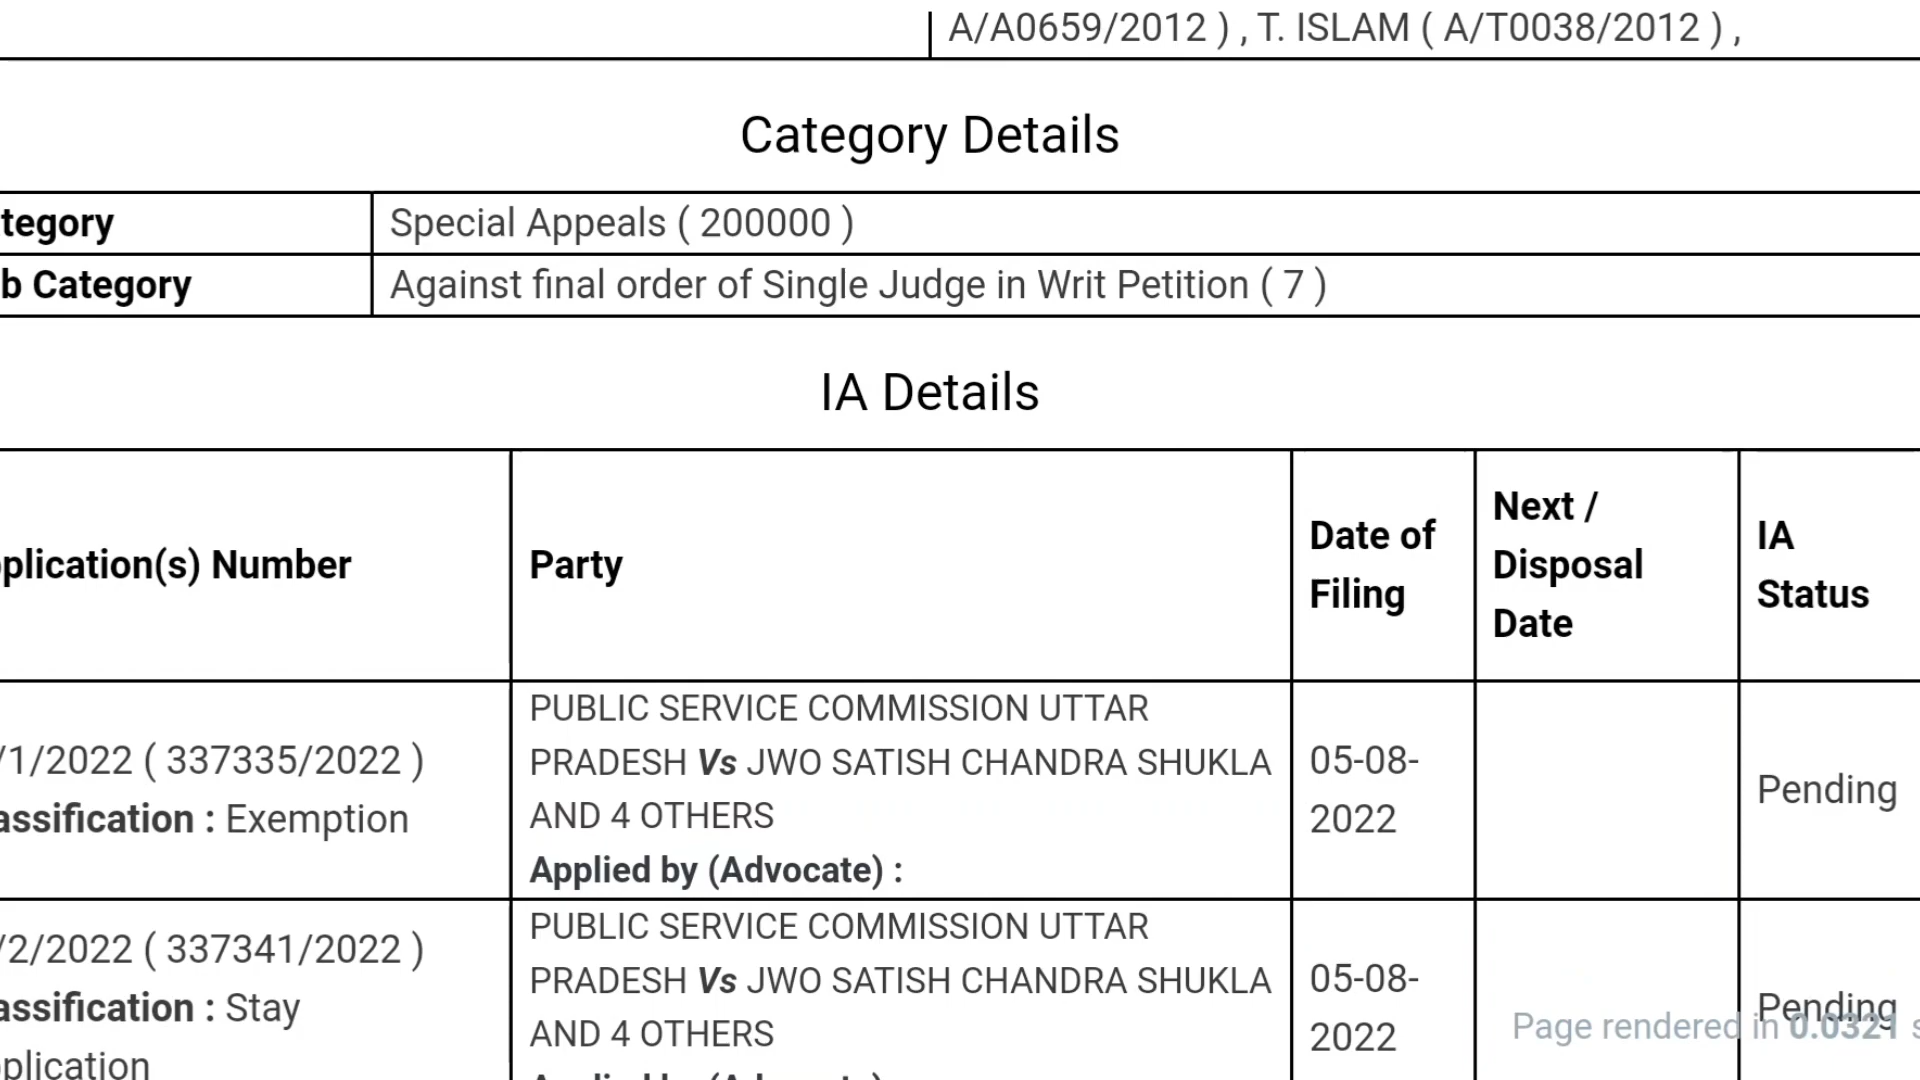 A/A0659/2012 ) , T. ISLAM ( A/T0038/2012 ) ,
Category Details
tegory
Special Appeals ( 200000 )
b Category
Against final order of Single Judge in Writ Petition ( 7 )
IA Details
plication(s) Number
Party
Date of
Filing
Next /
Disposal
Date
IA
Status
/1/2022 ( 337335/2022 )
assification : Exemption
PUBLIC SERVICE COMMISSION UTTAR
PRADESH Vs JWO SATISH CHANDRA SHUKLA
AND 4 OTHERS
Applied by (Advocate) :
05-08-
2022
Pending
/2/2022 ( 337341/2022 )
assification : Stay
plication
PUBLIC SERVICE COMMISSION UTTAR
PRADESH Vs JWO SATISH CHANDRA SHUKLA
AND 4 OTHERS
05-08-
2022
Pending
Page rendered in 0.0321 s